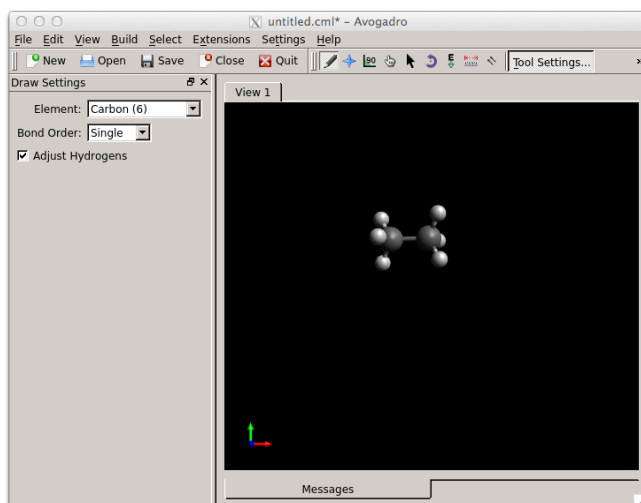 untitled.cml* – Avogadro
File Edit View Build Select Extensions Settings Help
New Open Save Close Quit 90 E Tool Settings... »
Draw Settings
View 1
Element: Carbon (6)
Bond Order: Single
Adjust Hydrogens
Messages